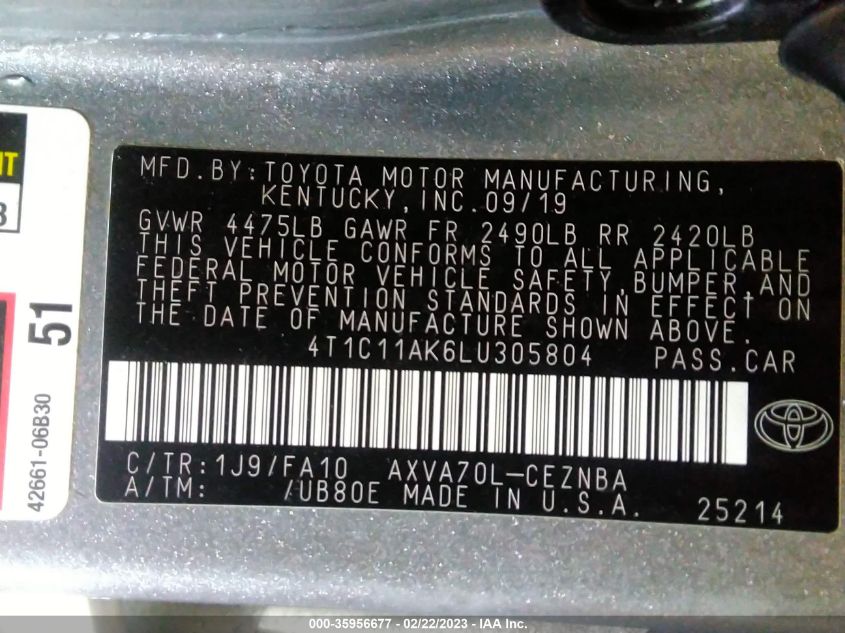 MFD.BY:TOYOTA MOTOR MANUFACTURING,
KENTUCKY,INC.09/19
GVWR 4475LB GAWR FR 2490LB RR 2420LB
THIS VEHICLE CONFORMS TO ALL APPLICABLE
FEDERAL MOTOR VEHICLE SAFETY,BUMPER,AND
THEFT PREVENTION STANDARDS IN EFFECT ON
THE DATE OF MANUFACTURE SHOWN ABOVE.
4T1C11AK6LU305804 PASS.CAR
C/TR:1J9/FA10 AXVA70L-CEZNBA
A/TM: /UB80E MADE IN U.S.A. 25214
51
42661-06B30
000-35956677 - 02/22/2023 - IAA Inc.